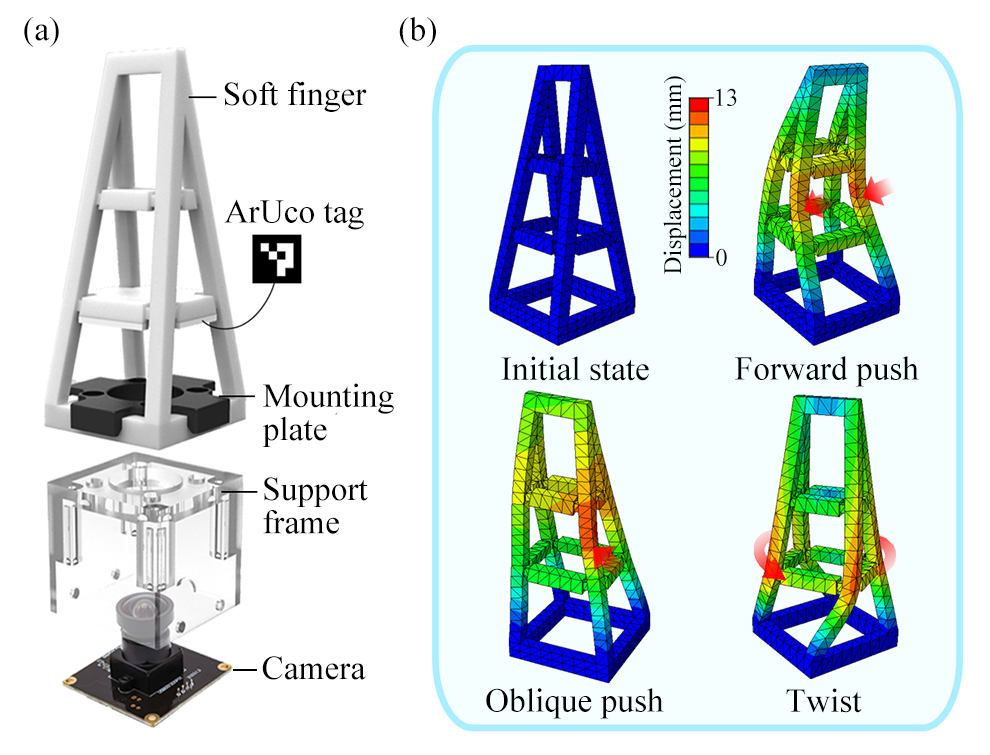 (a)
Soft finger
ArUco tag
Mounting
plate
Support
frame
Camera
(b)
Displacement (mm)
13
0
Initial state
Forward push
Oblique push
Twist